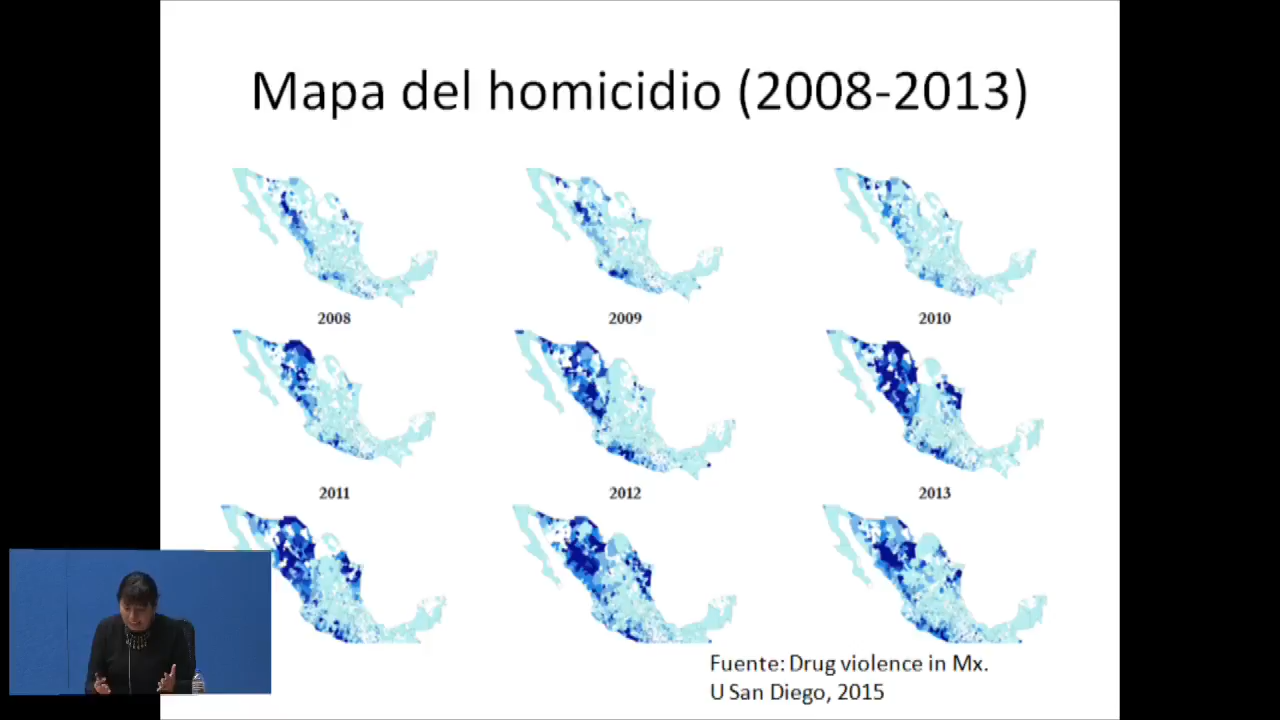 Mapa del homicidio (2008-2013)
2008
2009
2010
2011
2012
2013
Fuente: Drug violence in Mx.
U San Diego, 2015